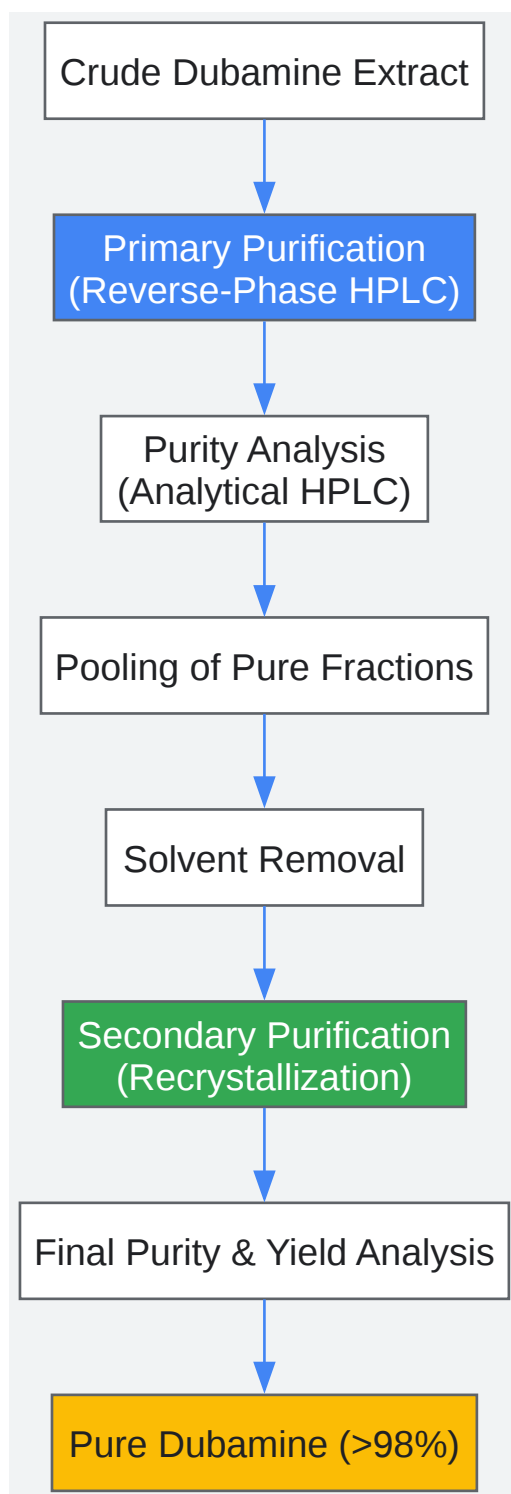 Crude Dubamine Extract
Primary Purification
(Reverse-Phase HPLC)
Purity Analysis
(Analytical HPLC)
Pooling of Pure Fractions
Solvent Removal
Secondary Purification
(Recrystallization)
Final Purity & Yield Analysis
Pure Dubamine (>98%)